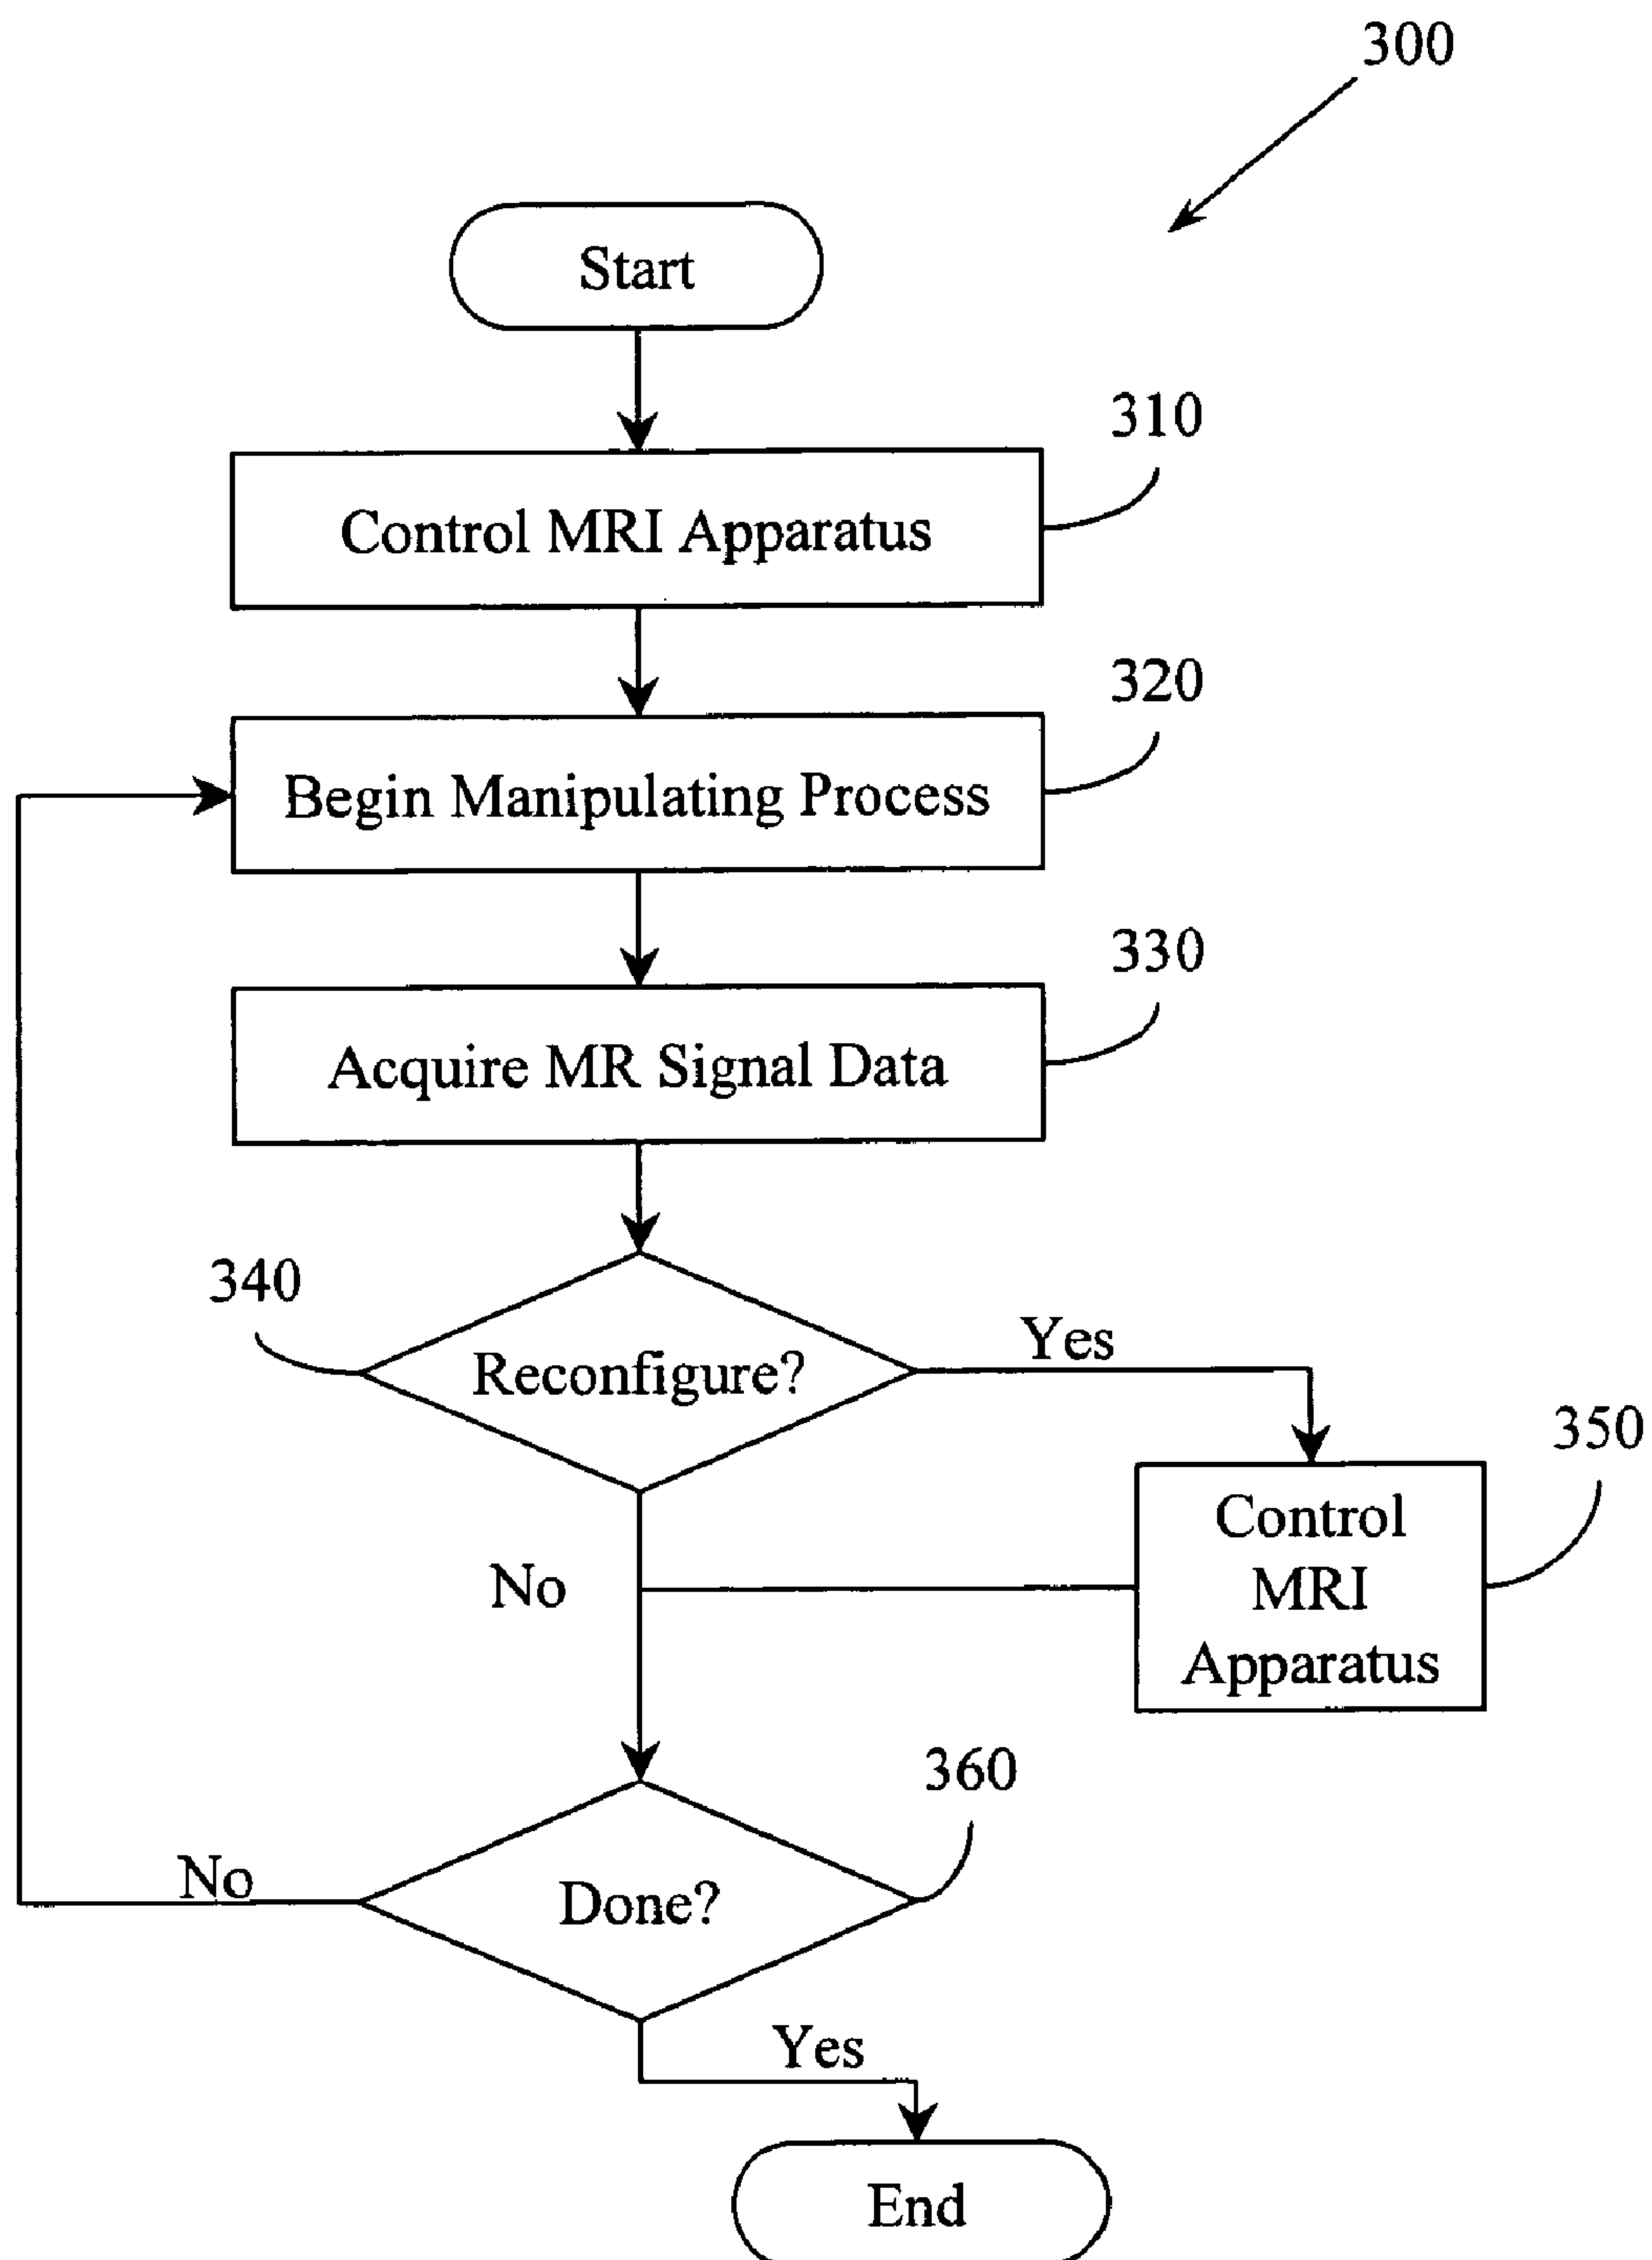 300
Start
310
Control MRI Apparatus
320
Begin Manipulating Process
330
Acquire MR Signal Data
340
Reconfigure?
Yes
350
Control
MRI
Apparatus
No
360
No
Done?
Yes
End